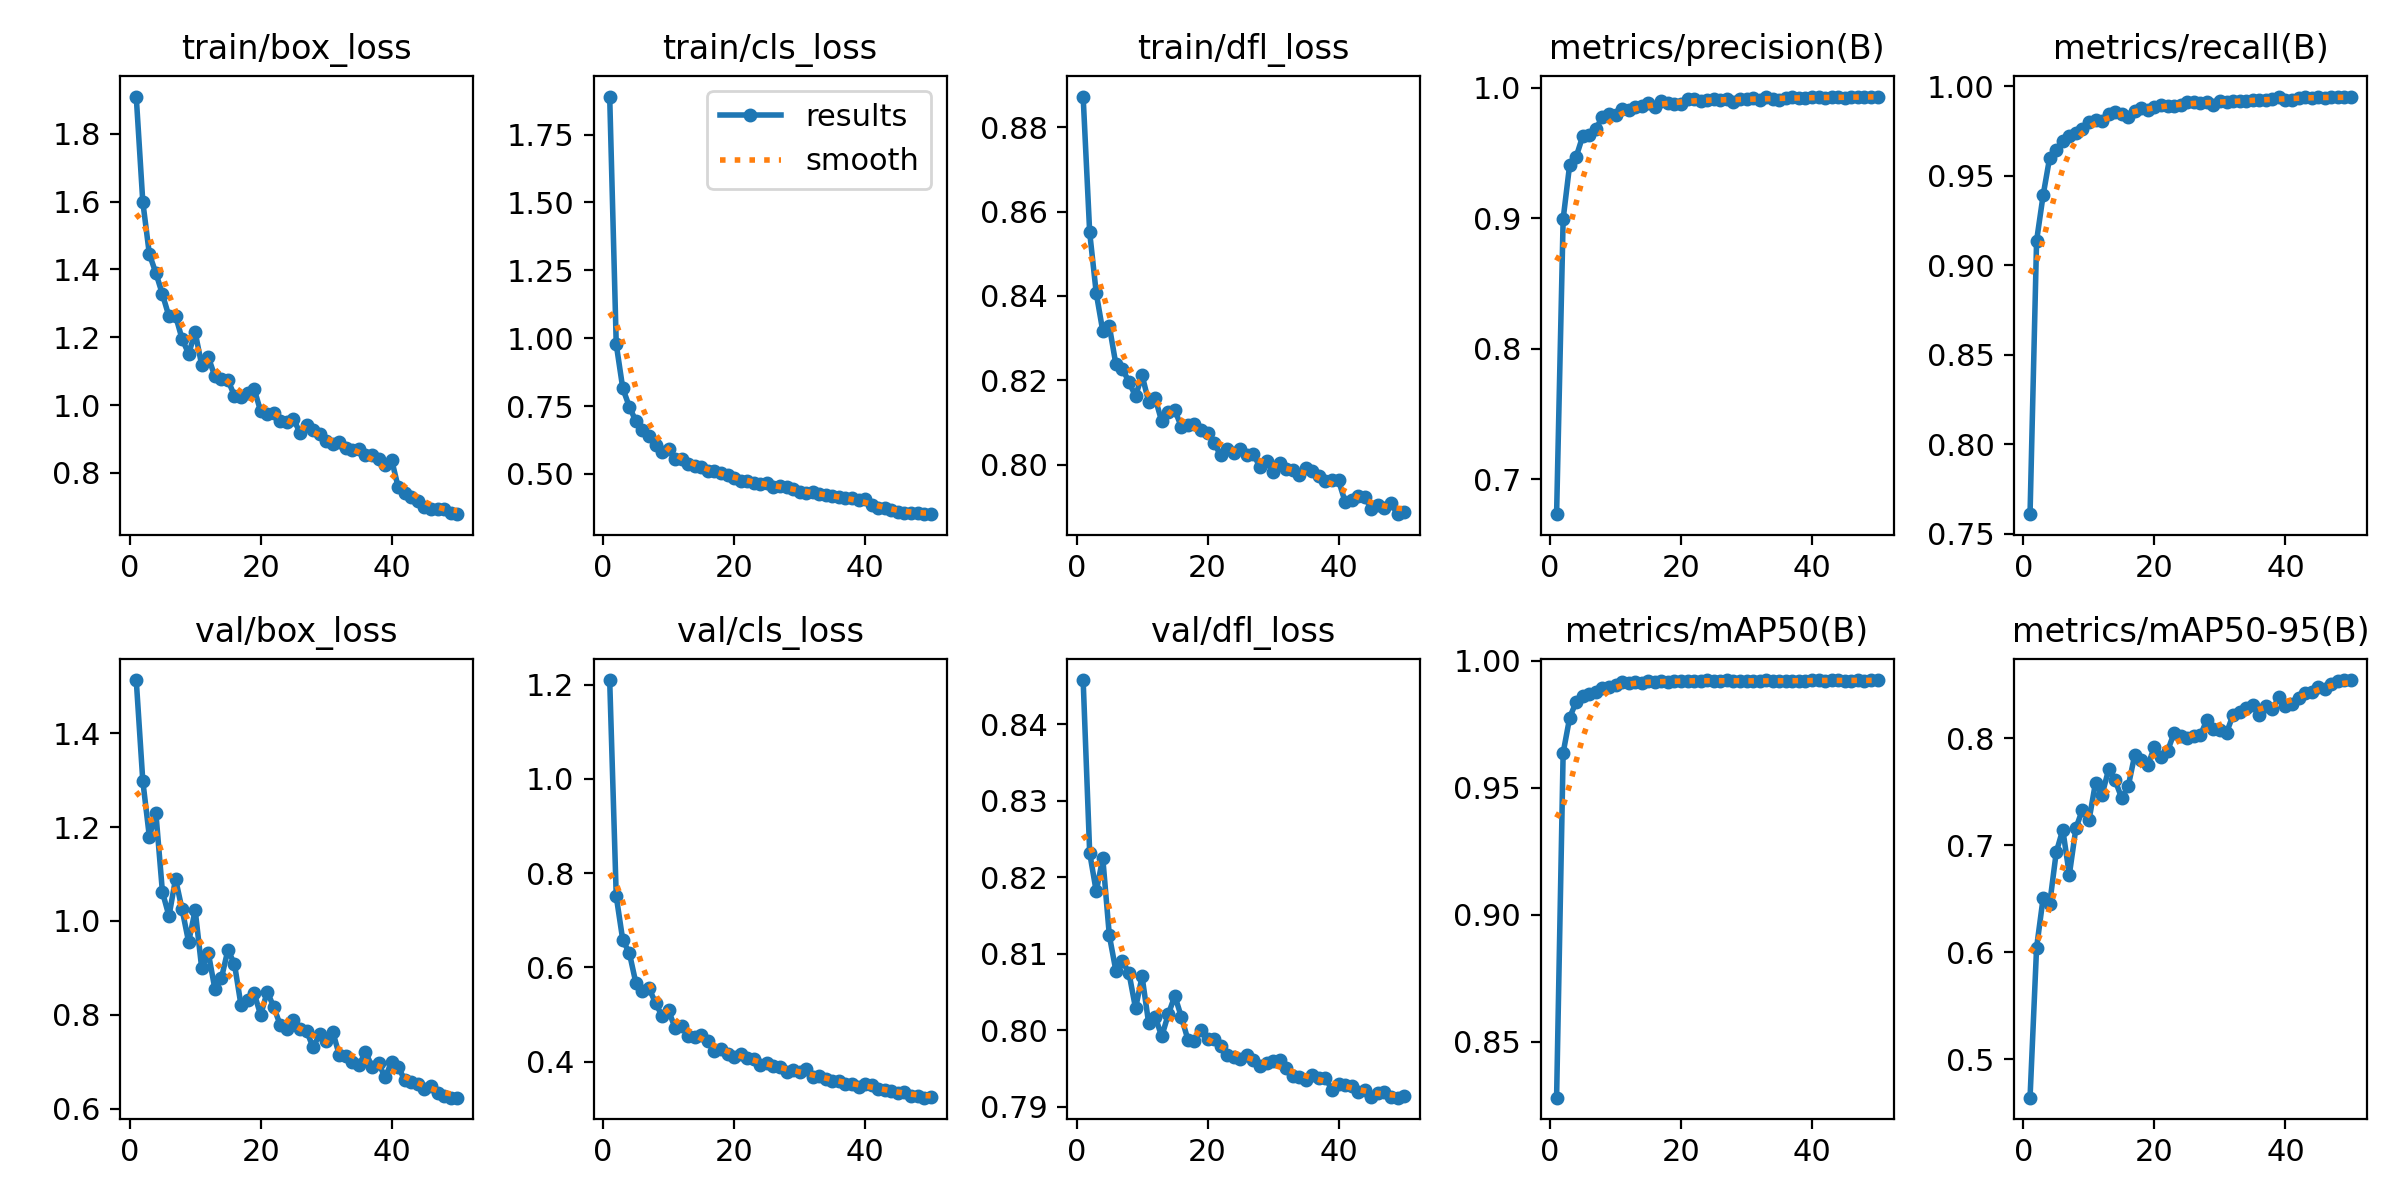 train/box_loss
train/cls_loss
train/dfl_loss
metrics/precision(B)
metrics/recall(B)
1.8
1.6
1.4
1.2
1.0
0.8
0 20 40
results
smooth
1.75
1.50
1.25
1.00
0.75
0.50
0 20 40
0.88
0.86
0.84
0.82
0.80
0 20 40
1.0
0.9
0.8
0.7
0 20 40
1.00
0.95
0.90
0.85
0.80
0.75
0 20 40
val/box_loss
val/cls_loss
val/dfl_loss
metrics/mAP50(B)
metrics/mAP50-95(B)
1.4
1.2
1.0
0.8
0.6
0 20 40
1.2
1.0
0.8
0.6
0.4
0 20 40
0.84
0.83
0.82
0.81
0.80
0.79
0 20 40
1.00
0.95
0.90
0.85
0 20 40
0.8
0.7
0.6
0.5
0 20 40